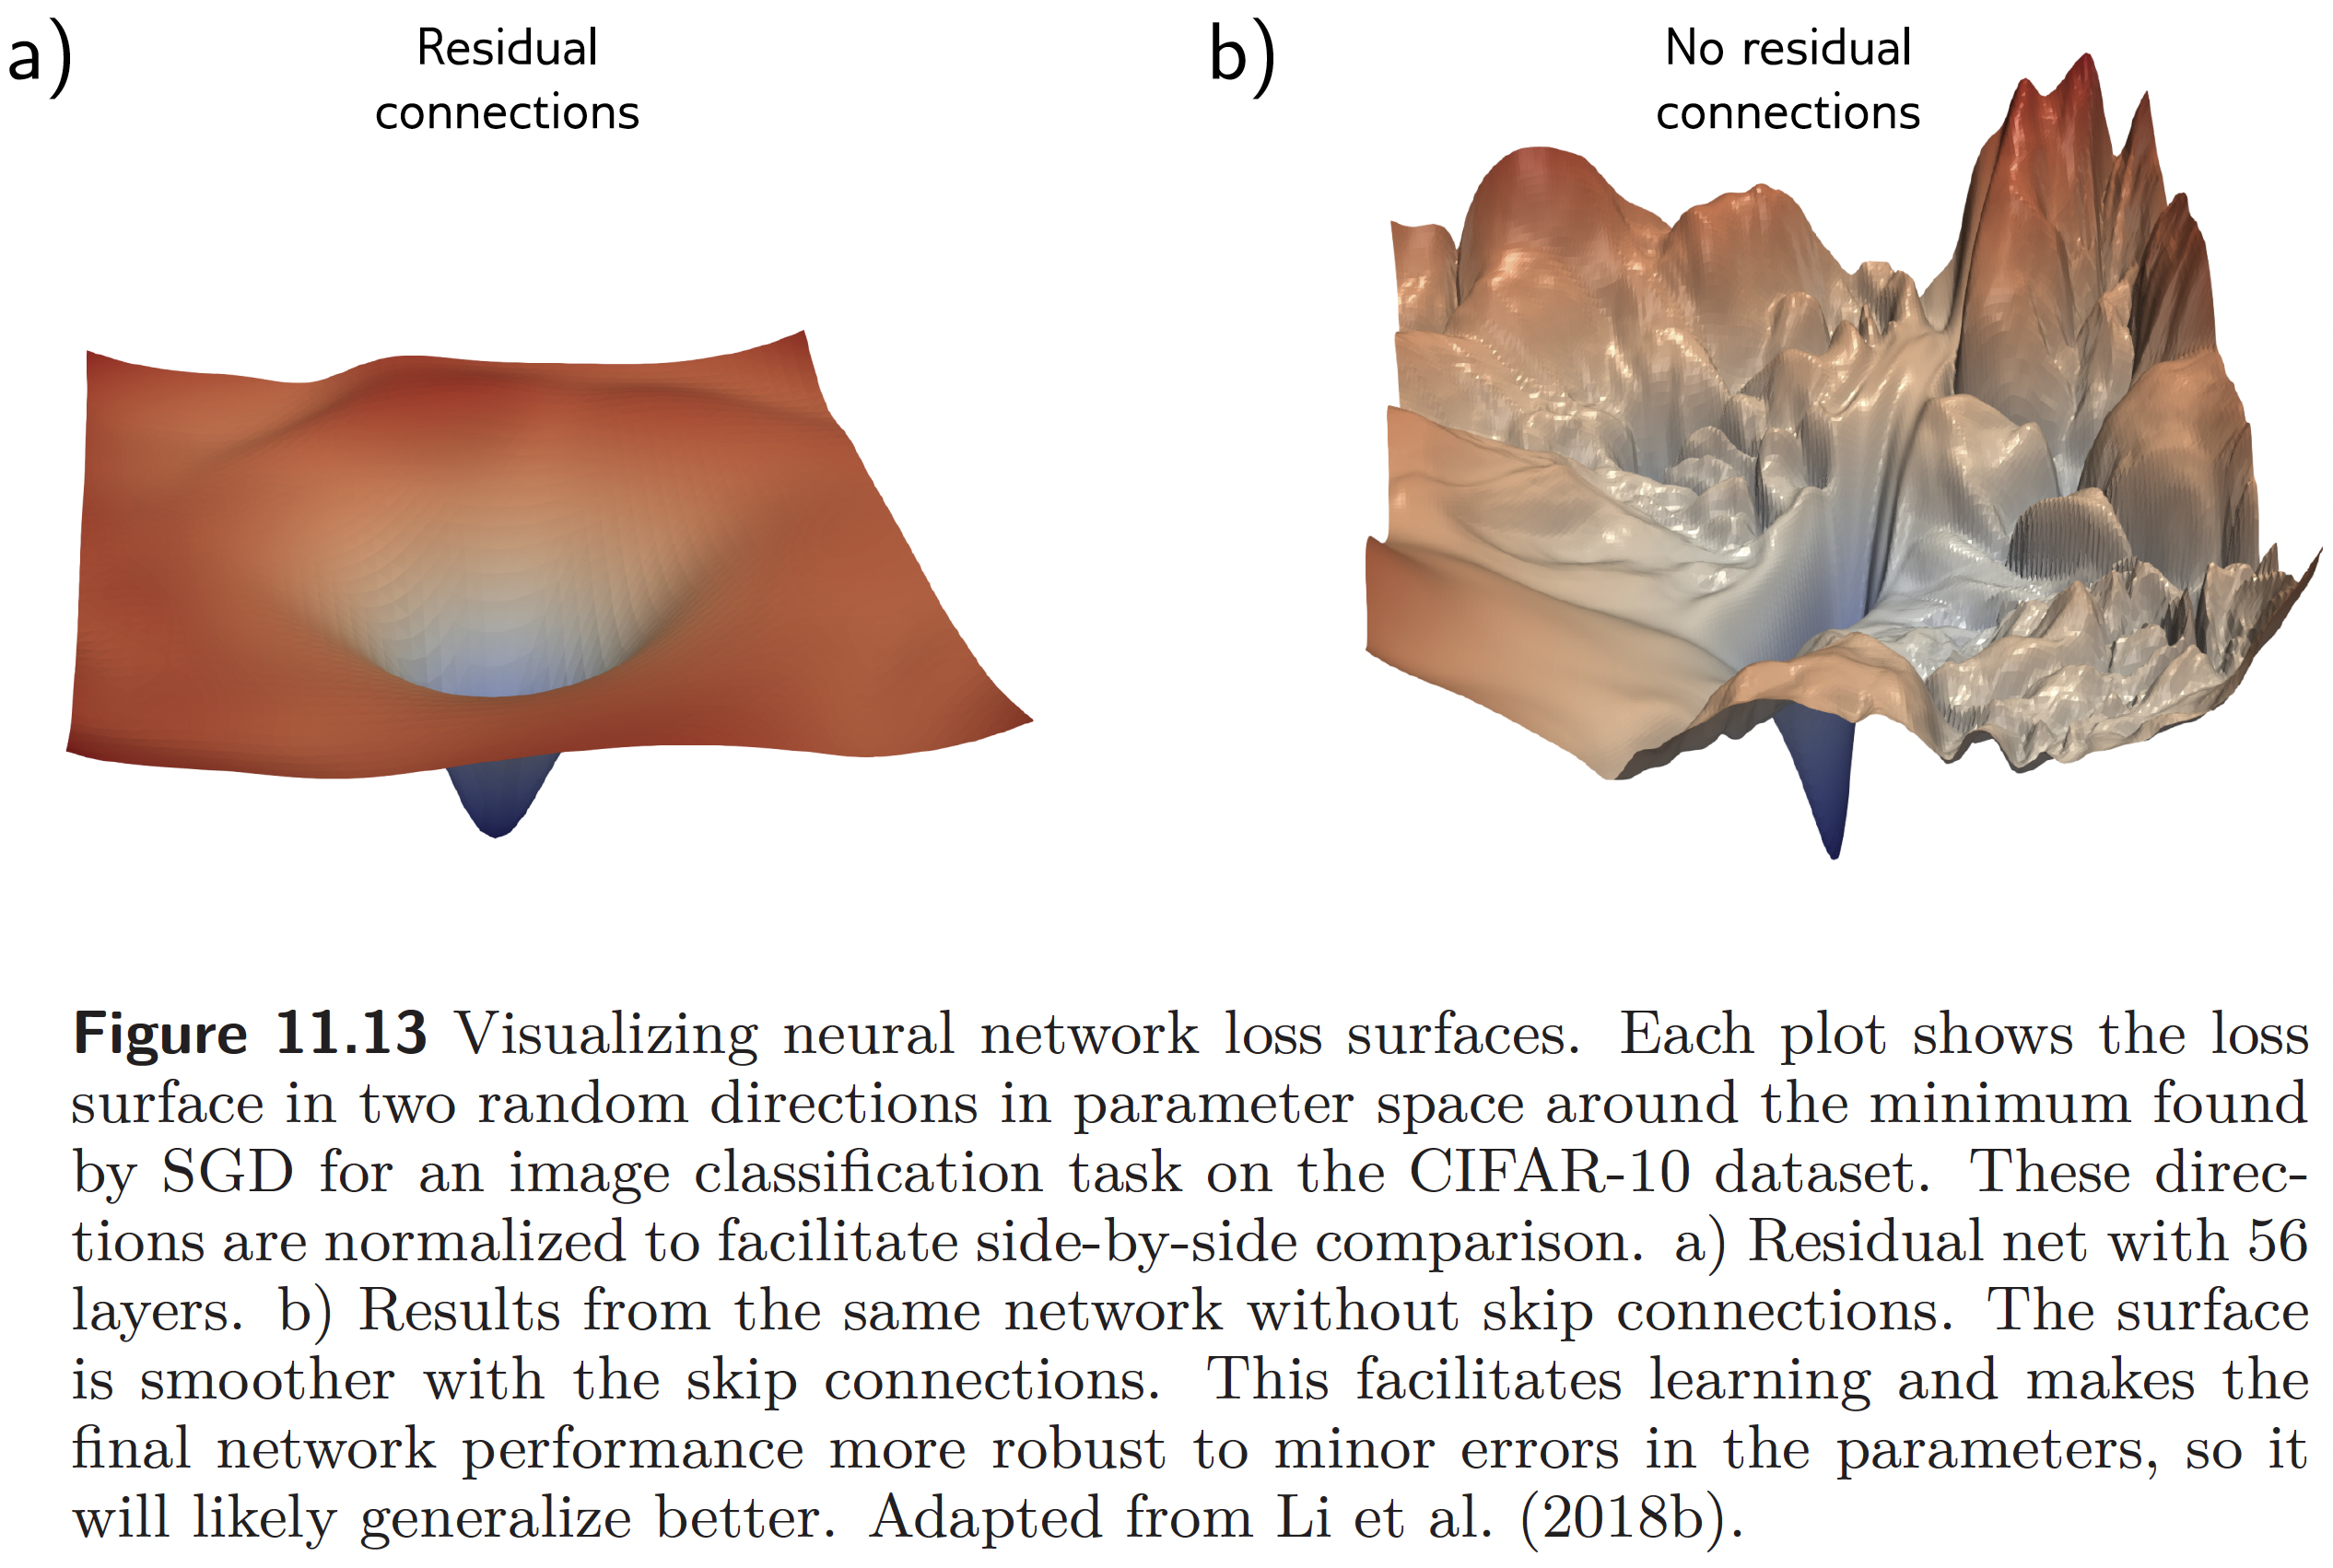 a)
Residual
connections
b)
No residual
connections
Figure 11.13 Visualizing neural network loss surfaces. Each plot shows the loss
surface in two random directions in parameter space around the minimum found
by SGD for an image classification task on the CIFAR-10 dataset. These direc-
tions are normalized to facilitate side-by-side comparison. a) Residual net with 56
layers. b) Results from the same network without skip connections. The surface
is smoother with the skip connections. This facilitates learning and makes the
final network performance more robust to minor errors in the parameters, so it
will likely generalize better. Adapted from Li et al. (2018b).